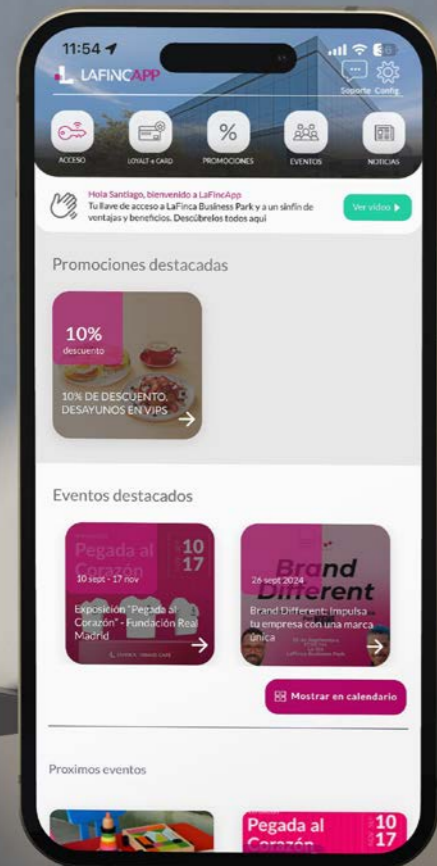 11:54
LAFINCAPP
Soporte Config.
ACCESO
LOYALT-e CARD
PROMOCIONES
EVENTOS
NOTICIAS
Hola Santiago, bienvenido a LaFincApp
Tu llave de acceso a LaFinca Business Park y a un sinfín de
ventajas y beneficios. Descúbrelos todos aquí
Ver vídeo
Promociones destacadas
10%
descuento
10% DE DESCUENTO.
DESAYUNOS EN VIPS
Eventos destacados
Pegada al
Corazón
10
17
10 sept - 17 nov
Exposición "Pegada al
Corazón" - Fundación Real
Madrid
Brand
Different
26 sept 2024
Brand Different: Impulsa
tu empresa con una marca
única
LaFinca Business Park
Mostrar en calendario
Proximos eventos
Pegada al
Corazón
10
17